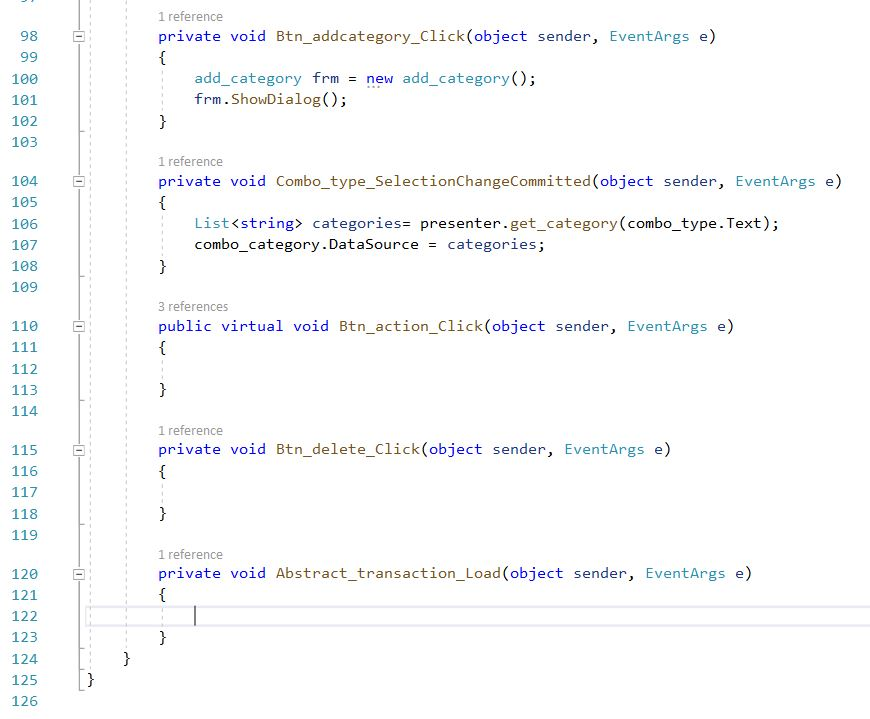 1 reference
98 private void Btn_addcategory_Click(object sender, EventArgs e)
99 {
100 add_category frm = new add_category();
101 frm.ShowDialog();
102 }
103
1 reference
104 private void Combo_type_SelectionChangeCommitted(object sender, EventArgs e)
105 {
106 List<string> categories= presenter.get_category(combo_type.Text);
107 combo_category.DataSource = categories;
108 }
109
3 references
110 public virtual void Btn_action_Click(object sender, EventArgs e)
111 {
112
113 }
114
1 reference
115 private void Btn_delete_Click(object sender, EventArgs e)
116 {
117
118 }
119
1 reference
120 private void Abstract_transaction_Load(object sender, EventArgs e)
121 {
122
123 }
124 }
125 }
126